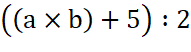 ((a × b) + 5) : 2